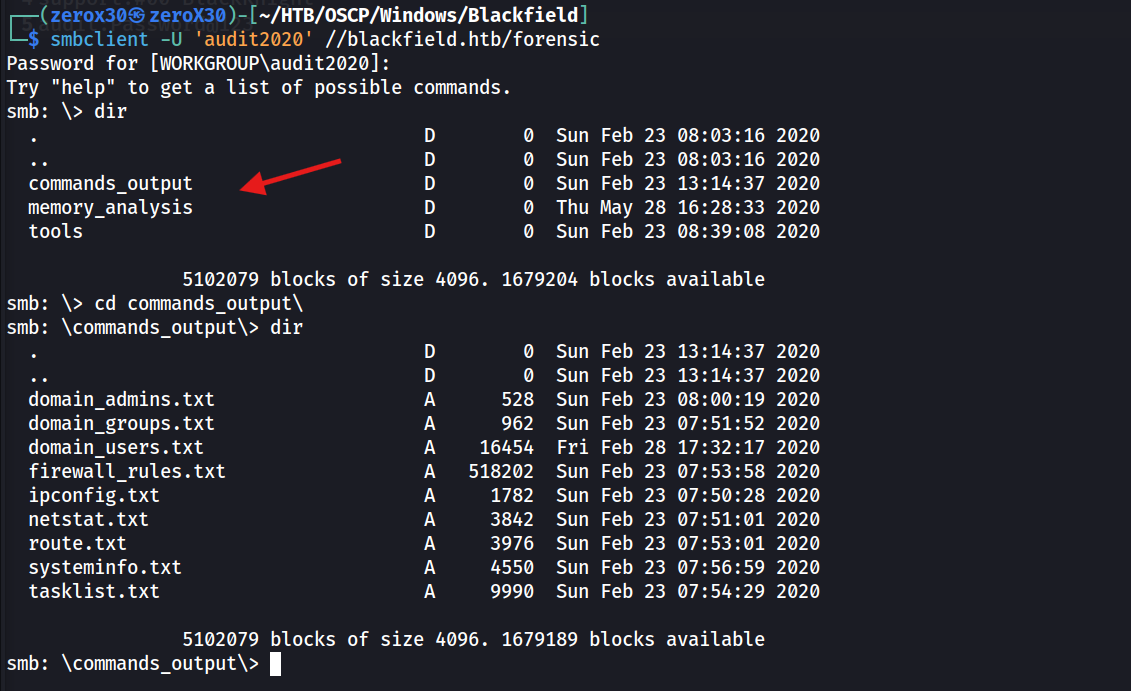 ┌──(zerox30㉿zeroX30)-[~/HTB/OSCP/Windows/Blackfield]
└─$ smbclient -U 'audit2020' //blackfield.htb/forensic
Password for [WORKGROUP\audit2020]:
Try "help" to get a list of possible commands.
smb: \> dir
  .                                   D        0  Sun Feb 23 08:03:16 2020
  ..                                  D        0  Sun Feb 23 08:03:16 2020
  commands_output                     D        0  Sun Feb 23 13:14:37 2020
  memory_analysis                     D        0  Thu May 28 16:28:33 2020
  tools                               D        0  Sun Feb 23 08:39:08 2020
                5102079 blocks of size 4096. 1679204 blocks available
smb: \> cd commands_output\
smb: \commands_output\> dir
  .                                   D        0  Sun Feb 23 13:14:37 2020
  ..                                  D        0  Sun Feb 23 13:14:37 2020
  domain_admins.txt                   A      528  Sun Feb 23 08:00:19 2020
  domain_groups.txt                   A      962  Sun Feb 23 07:51:52 2020
  domain_users.txt                    A    16454  Fri Feb 28 17:32:17 2020
  firewall_rules.txt                  A   518202  Sun Feb 23 07:53:58 2020
  ipconfig.txt                        A     1782  Sun Feb 23 07:50:28 2020
  netstat.txt                         A     3842  Sun Feb 23 07:51:01 2020
  route.txt                           A     3976  Sun Feb 23 07:53:01 2020
  systeminfo.txt                      A     4550  Sun Feb 23 07:56:59 2020
  tasklist.txt                        A     9990  Sun Feb 23 07:54:29 2020
                5102079 blocks of size 4096. 1679189 blocks available
smb: \commands_output\>